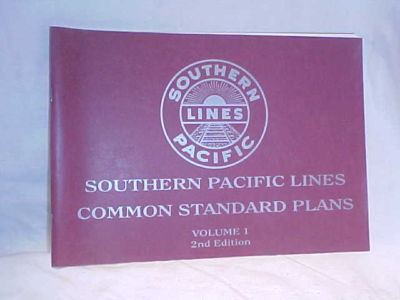 SOUTHERN
LINES
PACIFIC
SOUTHERN PACIFIC LINES
COMMON STANDARD PLANS
VOLUME 1
2nd Edition